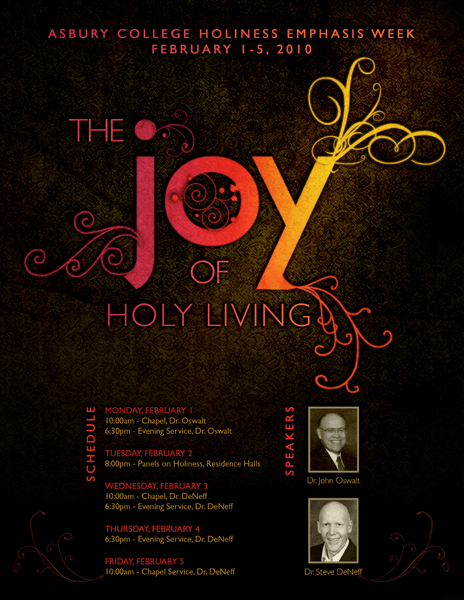 ASBURY COLLEGE HOLINESS EMPHASIS WEEK
FEBRUARY 1-5, 2010
THE
joy
OF
HOLY LIVING
SCHEDULE
MONDAY, FEBRUARY 1
10:00am - Chapel, Dr. Oswalt
6:30pm - Evening Service, Dr. Oswalt
TUESDAY, FEBRUARY 2
8:00pm - Panels on Holiness, Residence Halls
WEDNESDAY, FEBRUARY 3
10:00am - Chapel, Dr. DeNeff
6:30pm - Evening Service, Dr. DeNeff
THURSDAY, FEBRUARY 4
6:30pm - Evening Service, Dr. DeNeff
FRIDAY, FEBRUARY 5
10:00am - Chapel Service, Dr. DeNeff
SPEAKERS
Dr. John Oswalt
Dr. Steve DeNeff